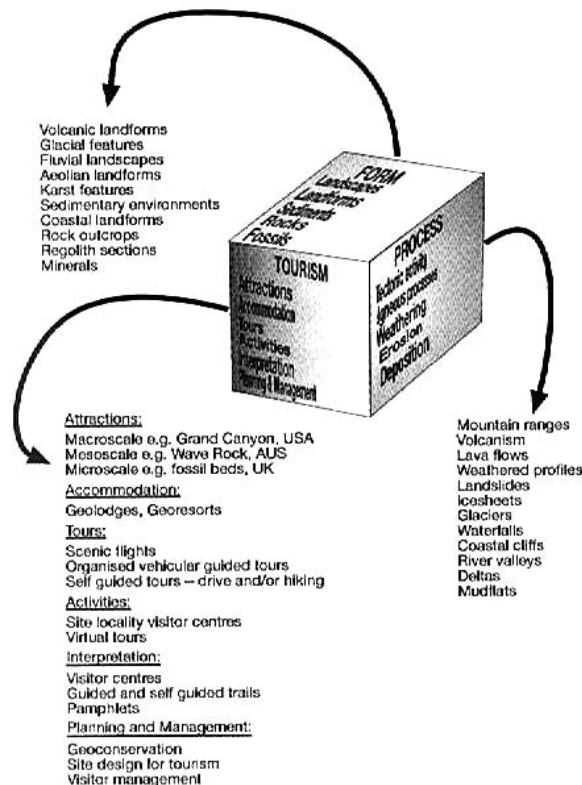 Volcanic landforms
Glacial features
Fluvial landscapes
Aeolian landforms
Karst features
Sedimentary environments
Coastal landforms
Rock outcrops
Regolith sections
Minerals
FORM
Landscapes
Landforms
Sediments
Rocks
Fossils
TOURISM
Attractions
Accommodation
Tours
Activities
Interpretation
Planning & Management
PROCESS
Tectonic activity
Igneous processes
Weathering
Erosion
Deposition
Attractions:
Macroscale e.g. Grand Canyon, USA
Mesoscale e.g. Wave Rock, AUS
Microscale e.g. fossil beds, UK
Accommodation:
Geolodges, Georesorts
Tours:
Scenic flights
Organised vehicular guided tours
Self guided tours – drive and/or hiking
Activities:
Site locality visitor centres
Virtual tours
Interpretation:
Visitor centres
Guided and self guided trails
Pamphlets
Planning and Management:
Geoconservation
Site design for tourism
Visitor management
Mountain ranges
Volcanism
Lava flows
Weathered profiles
Landslides
Icesheets
Glaciers
Waterfalls
Coastal cliffs
River valleys
Deltas
Mudflats